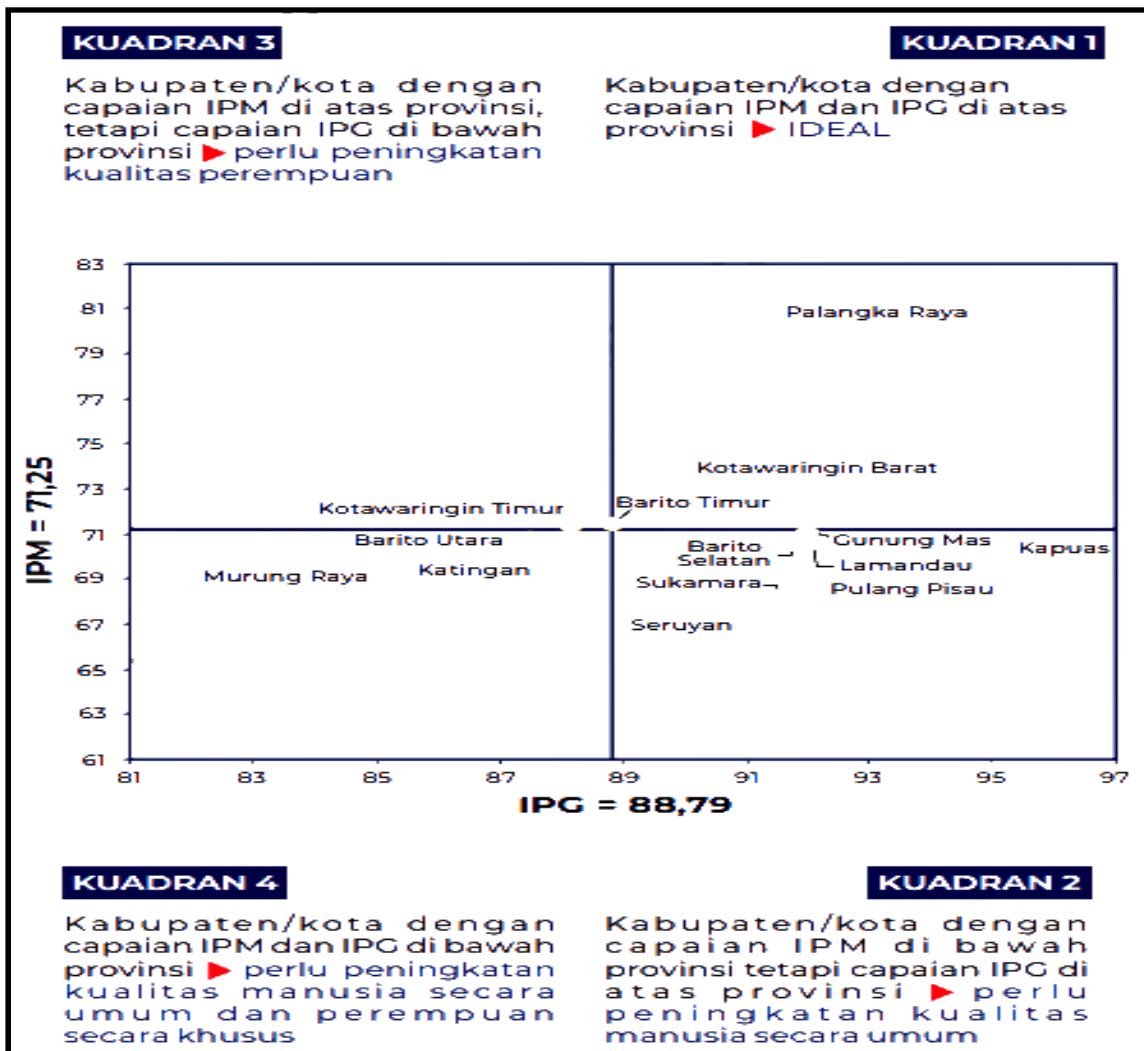 KUADRAN 3
Kabupaten/kota dengan
capaian IPM di atas provinsi,
tetapi capaian IPG di bawah
provinsi ▶ perlu peningkatan
kualitas perempuan
KUADRAN 1
Kabupaten/kota dengan
capaian IPM dan IPG di atas
provinsi ▶ IDEAL
83
81
79
77
75
73
71
69
67
65
63
61
IPM = 71,25
Palangka Raya
Kotawaringin Barat
Kotawaringin Timur
Barito Timur
Barito Utara
Murung Raya
Katingan
Barito
Selatan
Sukamara
Seruyan
Gunung Mas
Lamandau
Pulang Pisau
Kapuas
81 83 85 87 89 91 93 95 97
IPG = 88,79
KUADRAN 4
Kabupaten/kota dengan
capaian IPM dan IPG di bawah
provinsi ▶ perlu peningkatan
kualitas manusia secara
umum dan perempuan
secara khusus
KUADRAN 2
Kabupaten/kota dengan
capaian IPM di bawah
provinsi tetapi capaian IPG di
atas provinsi ▶ perlu
peningkatan kualitas
manusia secara umum